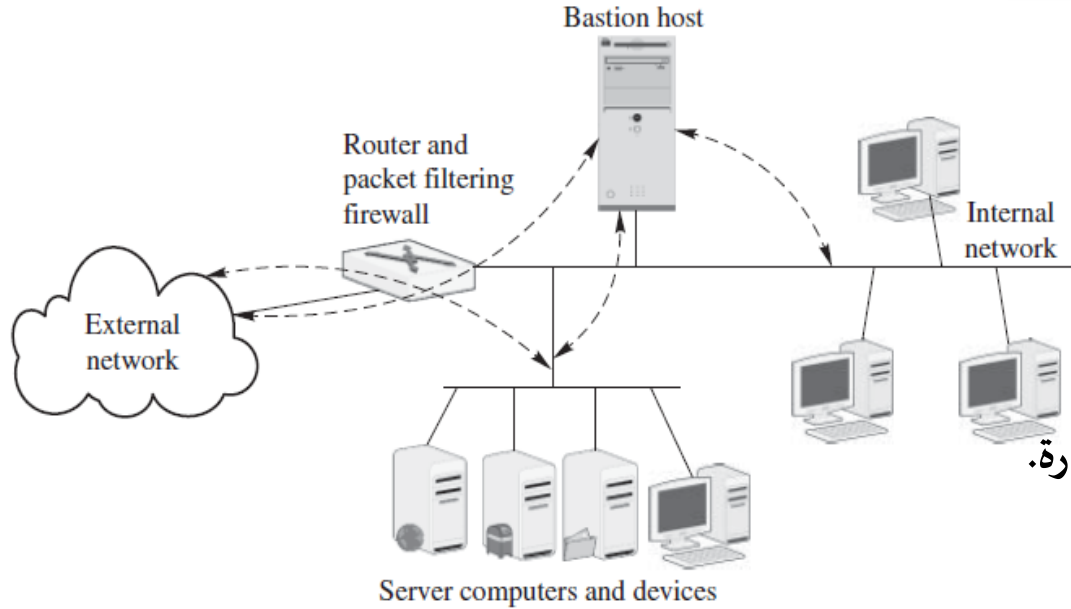 Bastion host
Router and
packet filtering
firewall
Internal
network
External
network
رة.
Server computers and devices